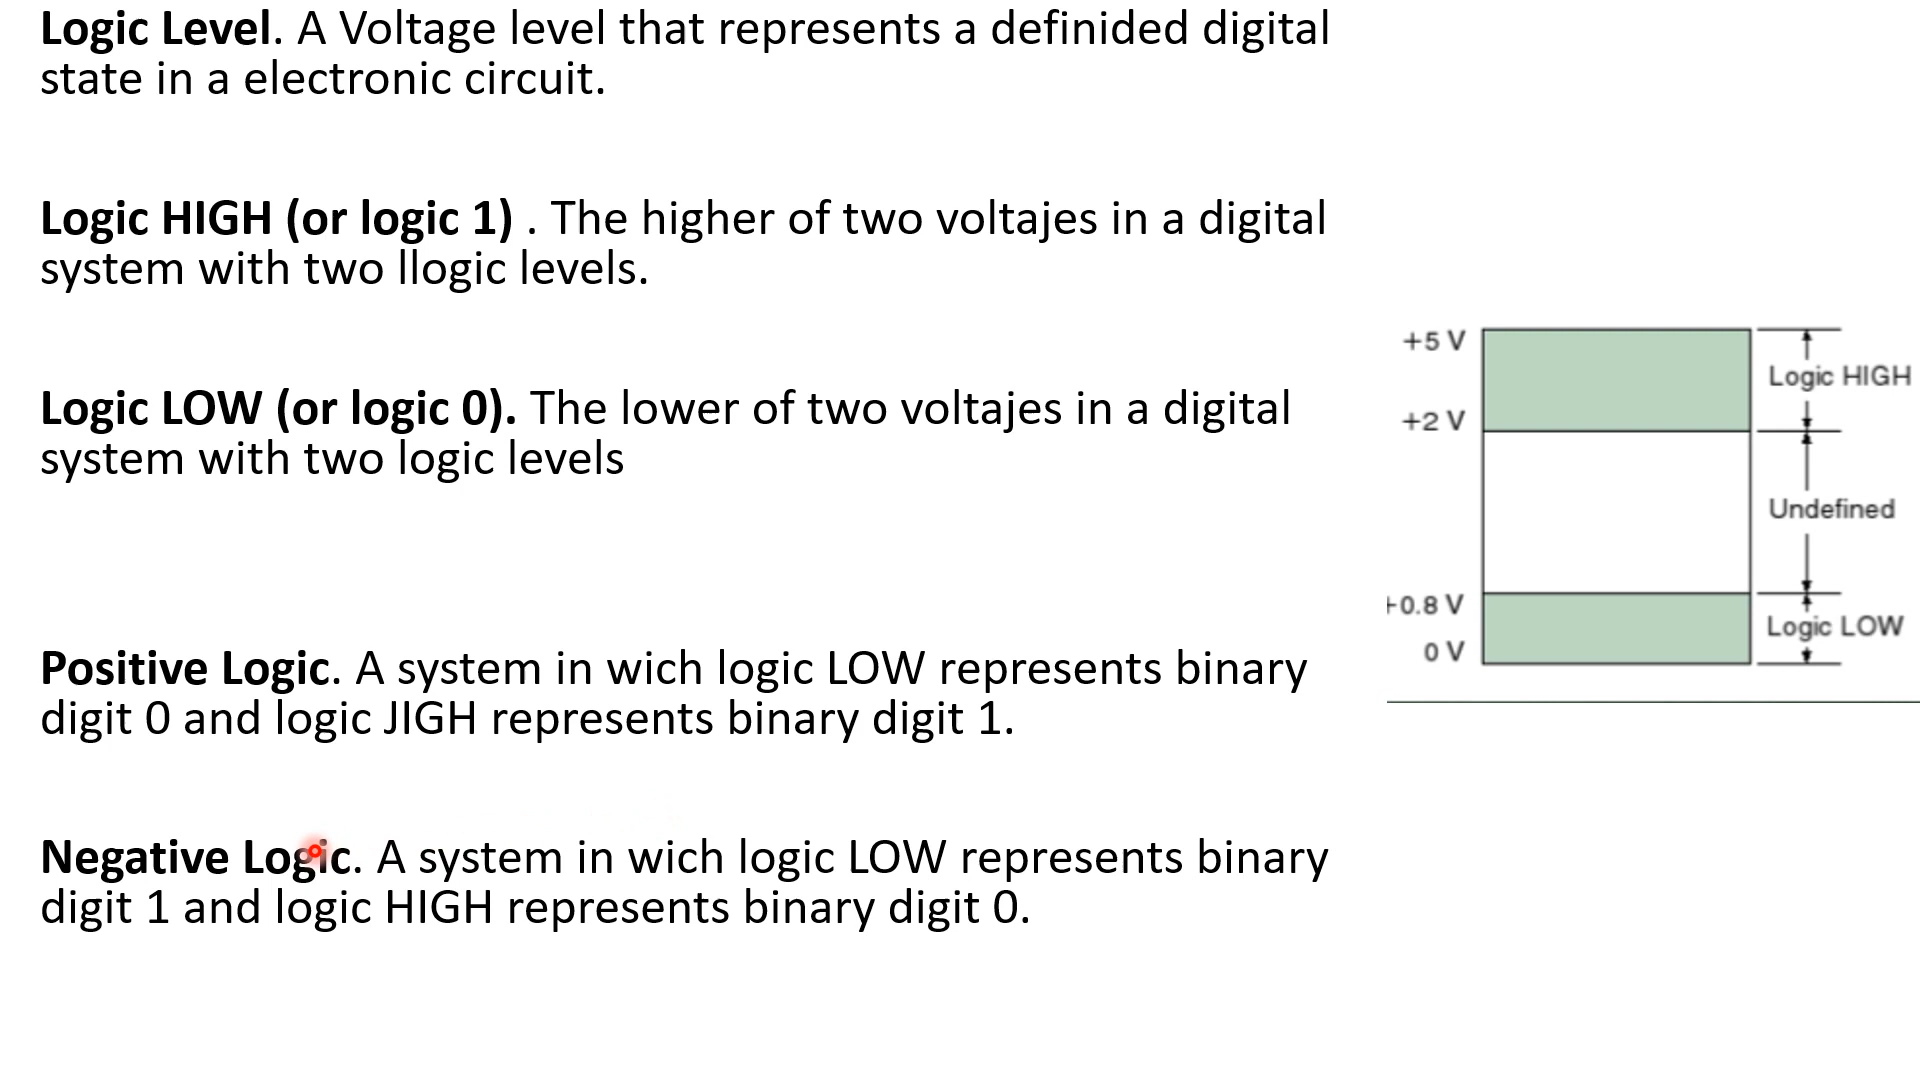 Logic Level. A Voltage level that represents a definided digital
state in a electronic circuit.
Logic HIGH (or logic 1) . The higher of two voltajes in a digital
system with two llogic levels.
Logic LOW (or logic 0). The lower of two voltajes in a digital
system with two logic levels
Positive Logic. A system in wich logic LOW represents binary
digit 0 and logic JIGH represents binary digit 1.
Negative Logic. A system in wich logic LOW represents binary
digit 1 and logic HIGH represents binary digit 0.
+5 V
Logic HIGH
+2 V
Undefined
+0.8 V
Logic LOW
0 V